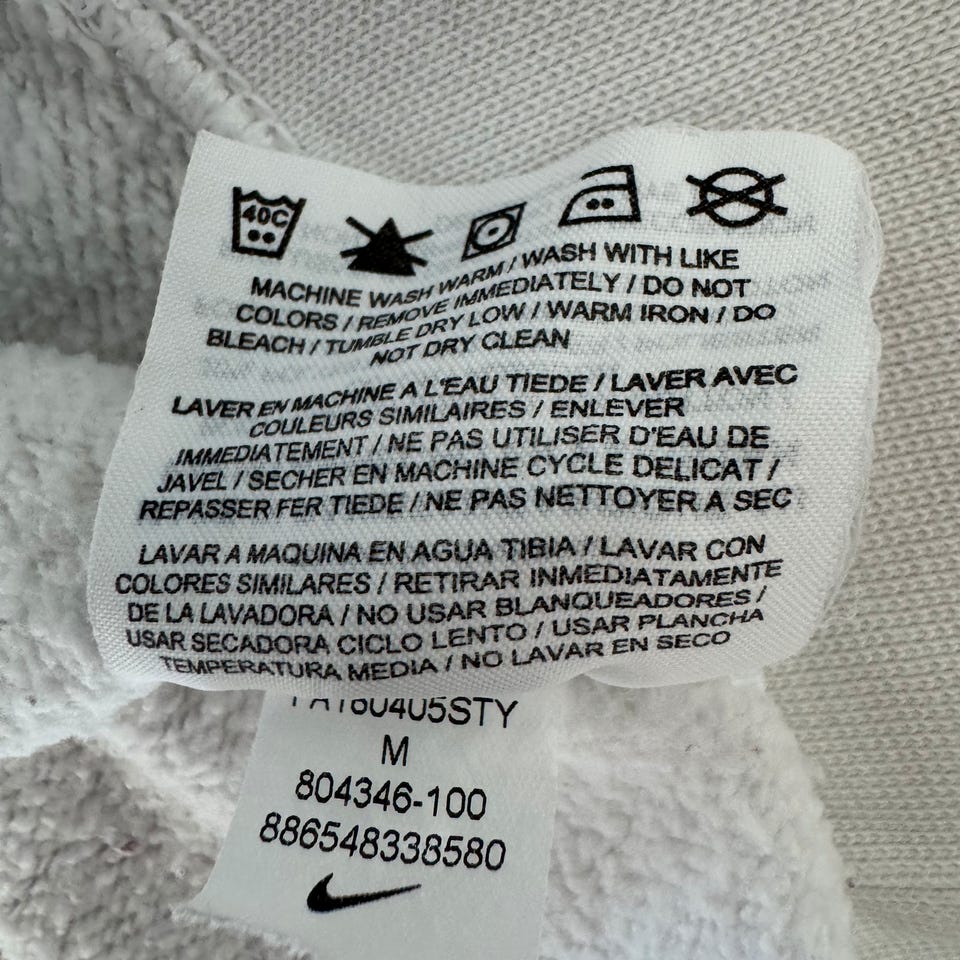 40C
MACHINE WASH WARM / WASH WITH LIKE
COLORS / REMOVE IMMEDIATELY / DO NOT
BLEACH / TUMBLE DRY LOW / WARM IRON / DO
NOT DRY CLEAN
LAVER EN MACHINE A L'EAU TIEDE / LAVER AVEC
COULEURS SIMILAIRES / ENLEVER
IMMEDIATEMENT / NE PAS UTILISER D'EAU DE
JAVEL / SECHER EN MACHINE CYCLE DELICAT /
REPASSER FER TIEDE / NE PAS NETTOYER A SEC
LAVAR A MAQUINA EN AGUA TIBIA / LAVAR CON
COLORES SIMILARES / RETIRAR INMEDIATAMENTE
DE LA LAVADORA / NO USAR BLANQUEADORES /
USAR SECADORA CICLO LENTO / USAR PLANCHA
TEMPERATURA MEDIA / NO LAVAR EN SECO
M
804346-100
886548338580